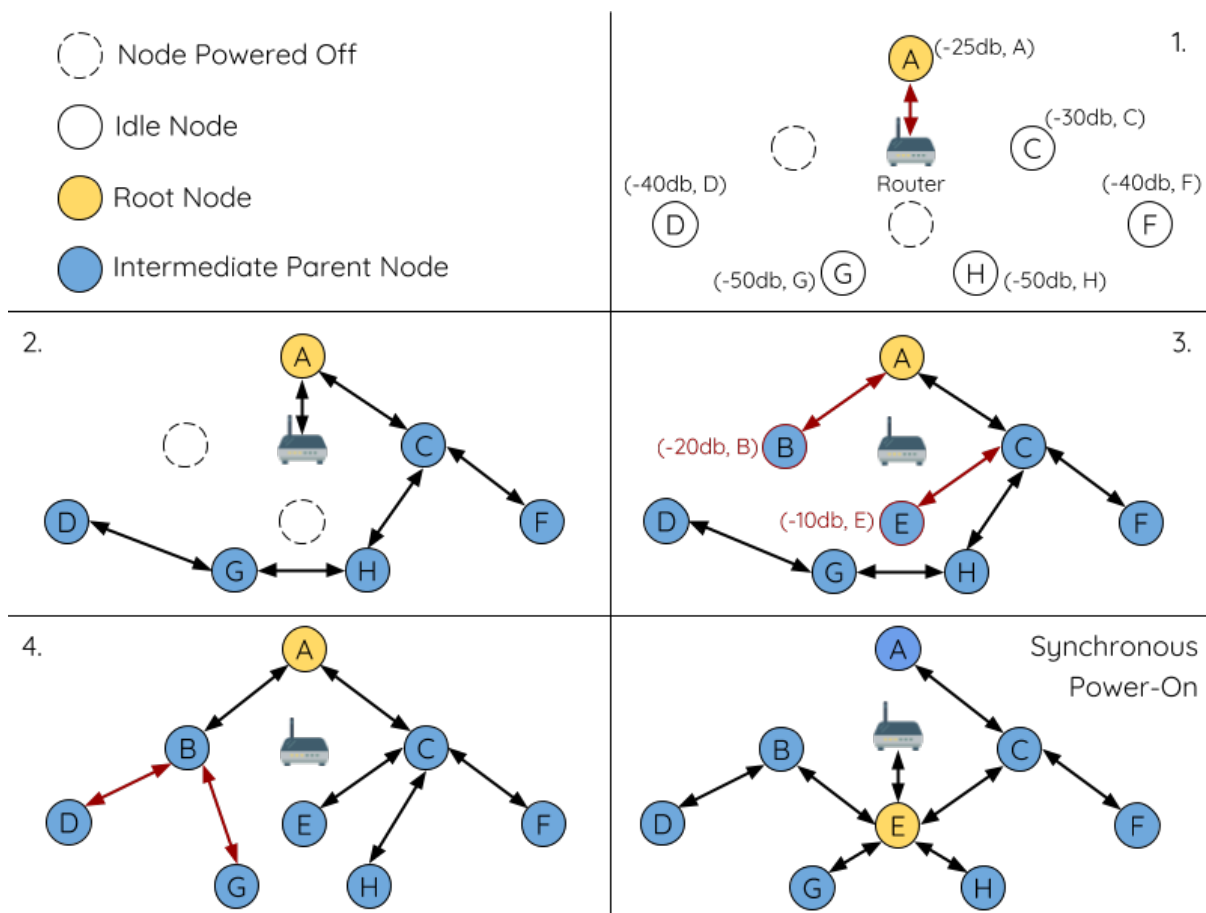 Node Powered Off
Idle Node
Root Node
Intermediate Parent Node
1.
A (-25db, A)
(-30db, C)
C
Router
(-40db, D)
D
(-40db, F)
F
(-50db, G) G
H (-50db, H)
2.
A
C
D
F
G
H
3.
A
(-20db, B) B
C
D
(-10db, E) E
F
G
H
4.
A
B
C
D
E
F
G
H
Synchronous
Power-On
A
B
C
D
E
F
G
H